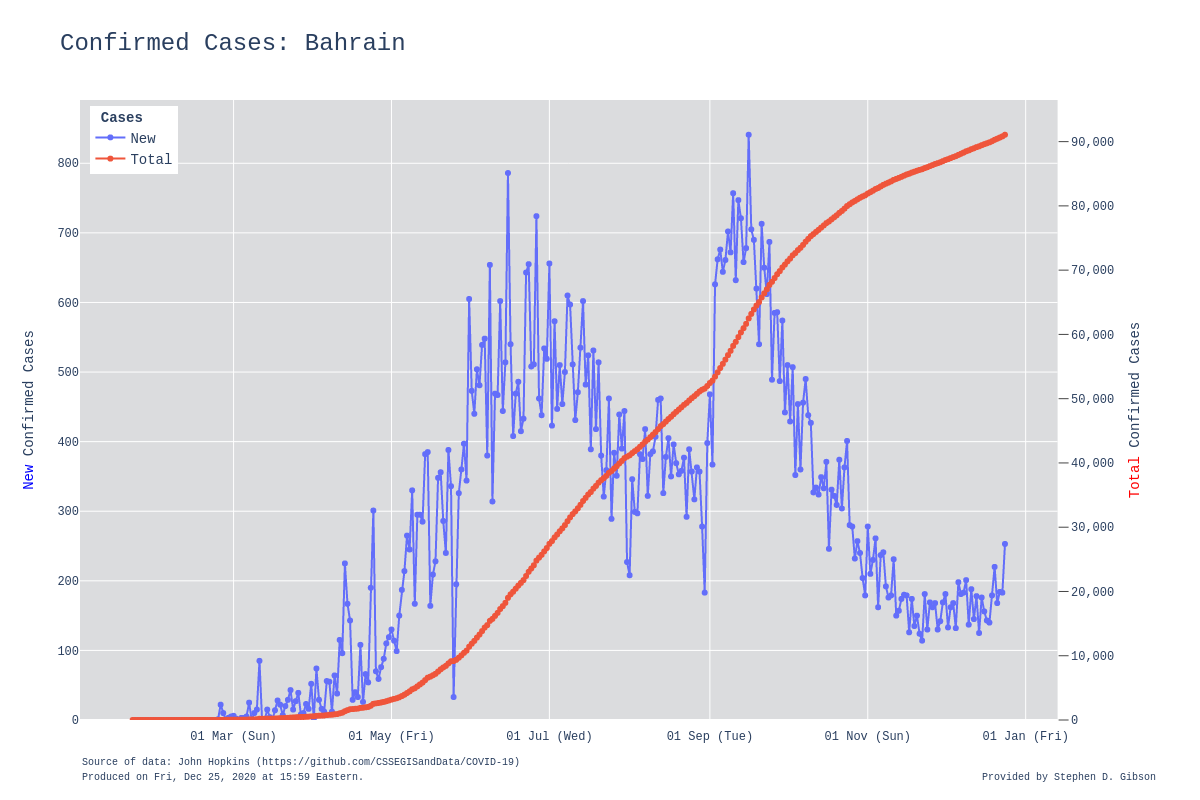 Confirmed Cases: Bahrain
Cases
New
Total
800
700
600
500
400
300
200
100
0
New Confirmed Cases
90,000
80,000
70,000
60,000
50,000
40,000
30,000
20,000
10,000
0
Total Confirmed Cases
01 Mar (Sun)
01 May (Fri)
01 Jul (Wed)
01 Sep (Tue)
01 Nov (Sun)
01 Jan (Fri)
Source of data: John Hopkins (https://github.com/CSSEGISandData/COVID-19)
Produced on Fri, Dec 25, 2020 at 15:59 Eastern.
Provided by Stephen D. Gibson